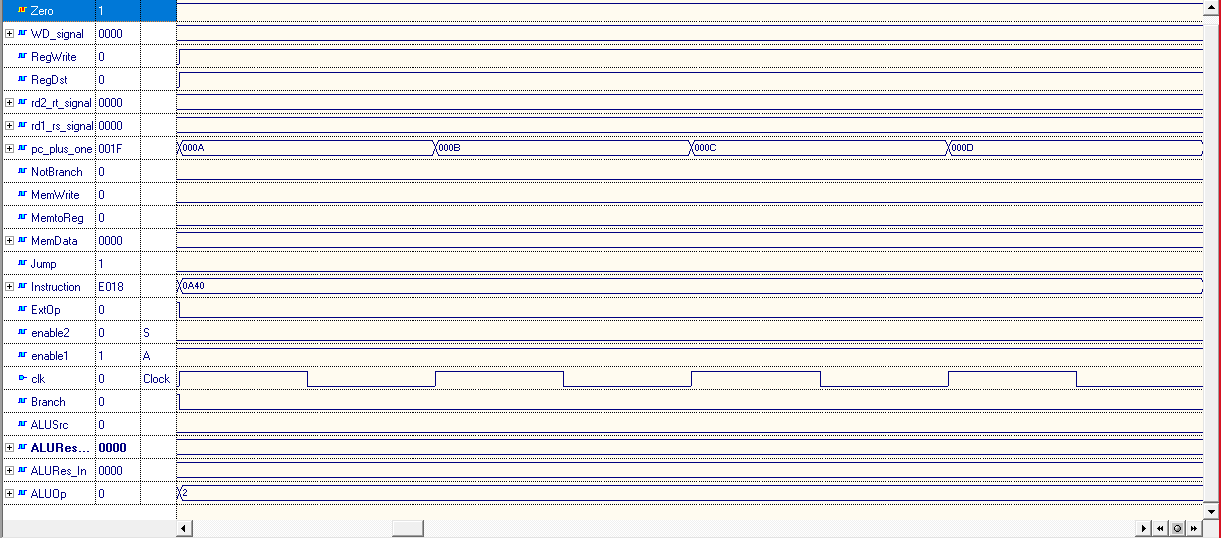 Zero 1
WD_signal 0000
RegWrite 0
RegDst 0
rd2_rt_signal 0000
rd1_rs_signal 0000
pc_plus_one 001F 000A 000B 000C 000D
NotBranch 0
MemWrite 0
MemtoReg 0
MemData 0000
Jump 1
Instruction E018 0A40
ExtOp 0
enable2 0 S
enable1 1 A
clk 0 Clock
Branch 0
ALUSrc 0
ALURes... 0000
ALURes_In 0000
ALUOp 0 2